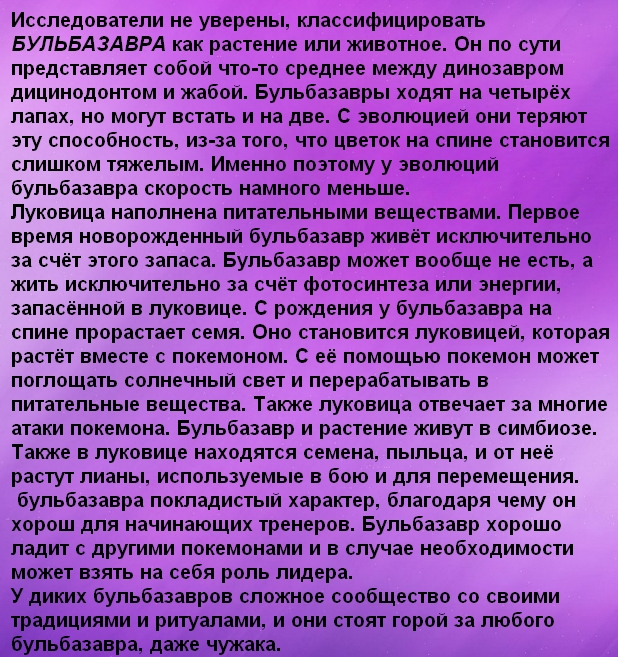 Исследователи не уверены, классифицировать
БУЛЬБАЗАВРА как растение или животное. Он по сути
представляет собой что-то среднее между динозавром
дицинодонтом и жабой. Бульбазавры ходят на четырёх
лапах, но могут встать и на две. С эволюцией они теряют
эту способность, из-за того, что цветок на спине становится
слишком тяжелым. Именно поэтому у эволюций
бульбазавра скорость намного меньше.
Луковица наполнена питательными веществами. Первое
время новорожденный бульбазавр живёт исключительно
за счёт этого запаса. Бульбазавр может вообще не есть, а
жить исключительно за счёт фотосинтеза или энергии,
запасённой в луковице. С рождения у бульбазавра на
спине прорастает семя. Оно становится луковицей, которая
растёт вместе с покемоном. С её помощью покемон может
поглощать солнечный свет и перерабатывать в
питательные вещества. Также луковица отвечает за многие
атаки покемона. Бульбазавр и растение живут в симбиозе.
Также в луковице находятся семена, пыльца, и от неё
растут лианы, используемые в бою и для перемещения.
бульбазавра покладистый характер, благодаря чему он
хорош для начинающих тренеров. Бульбазавр хорошо
ладит с другими покемонами и в случае необходимости
может взять на себя роль лидера.
У диких бульбазавров сложное сообщество со своими
традициями и ритуалами, и они стоят горой за любого
бульбазавра, даже чужака.